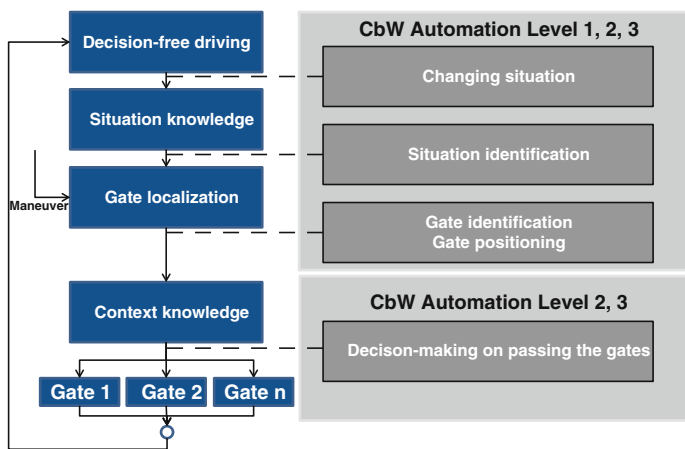 Decision-free driving
Situation knowledge
Maneuver
Gate localization
Context knowledge
Gate 1
Gate 2
Gate n
CbW Automation Level 1, 2, 3
Changing situation
Situation identification
Gate identification
Gate positioning
CbW Automation Level 2, 3
Decison-making on passing the gates